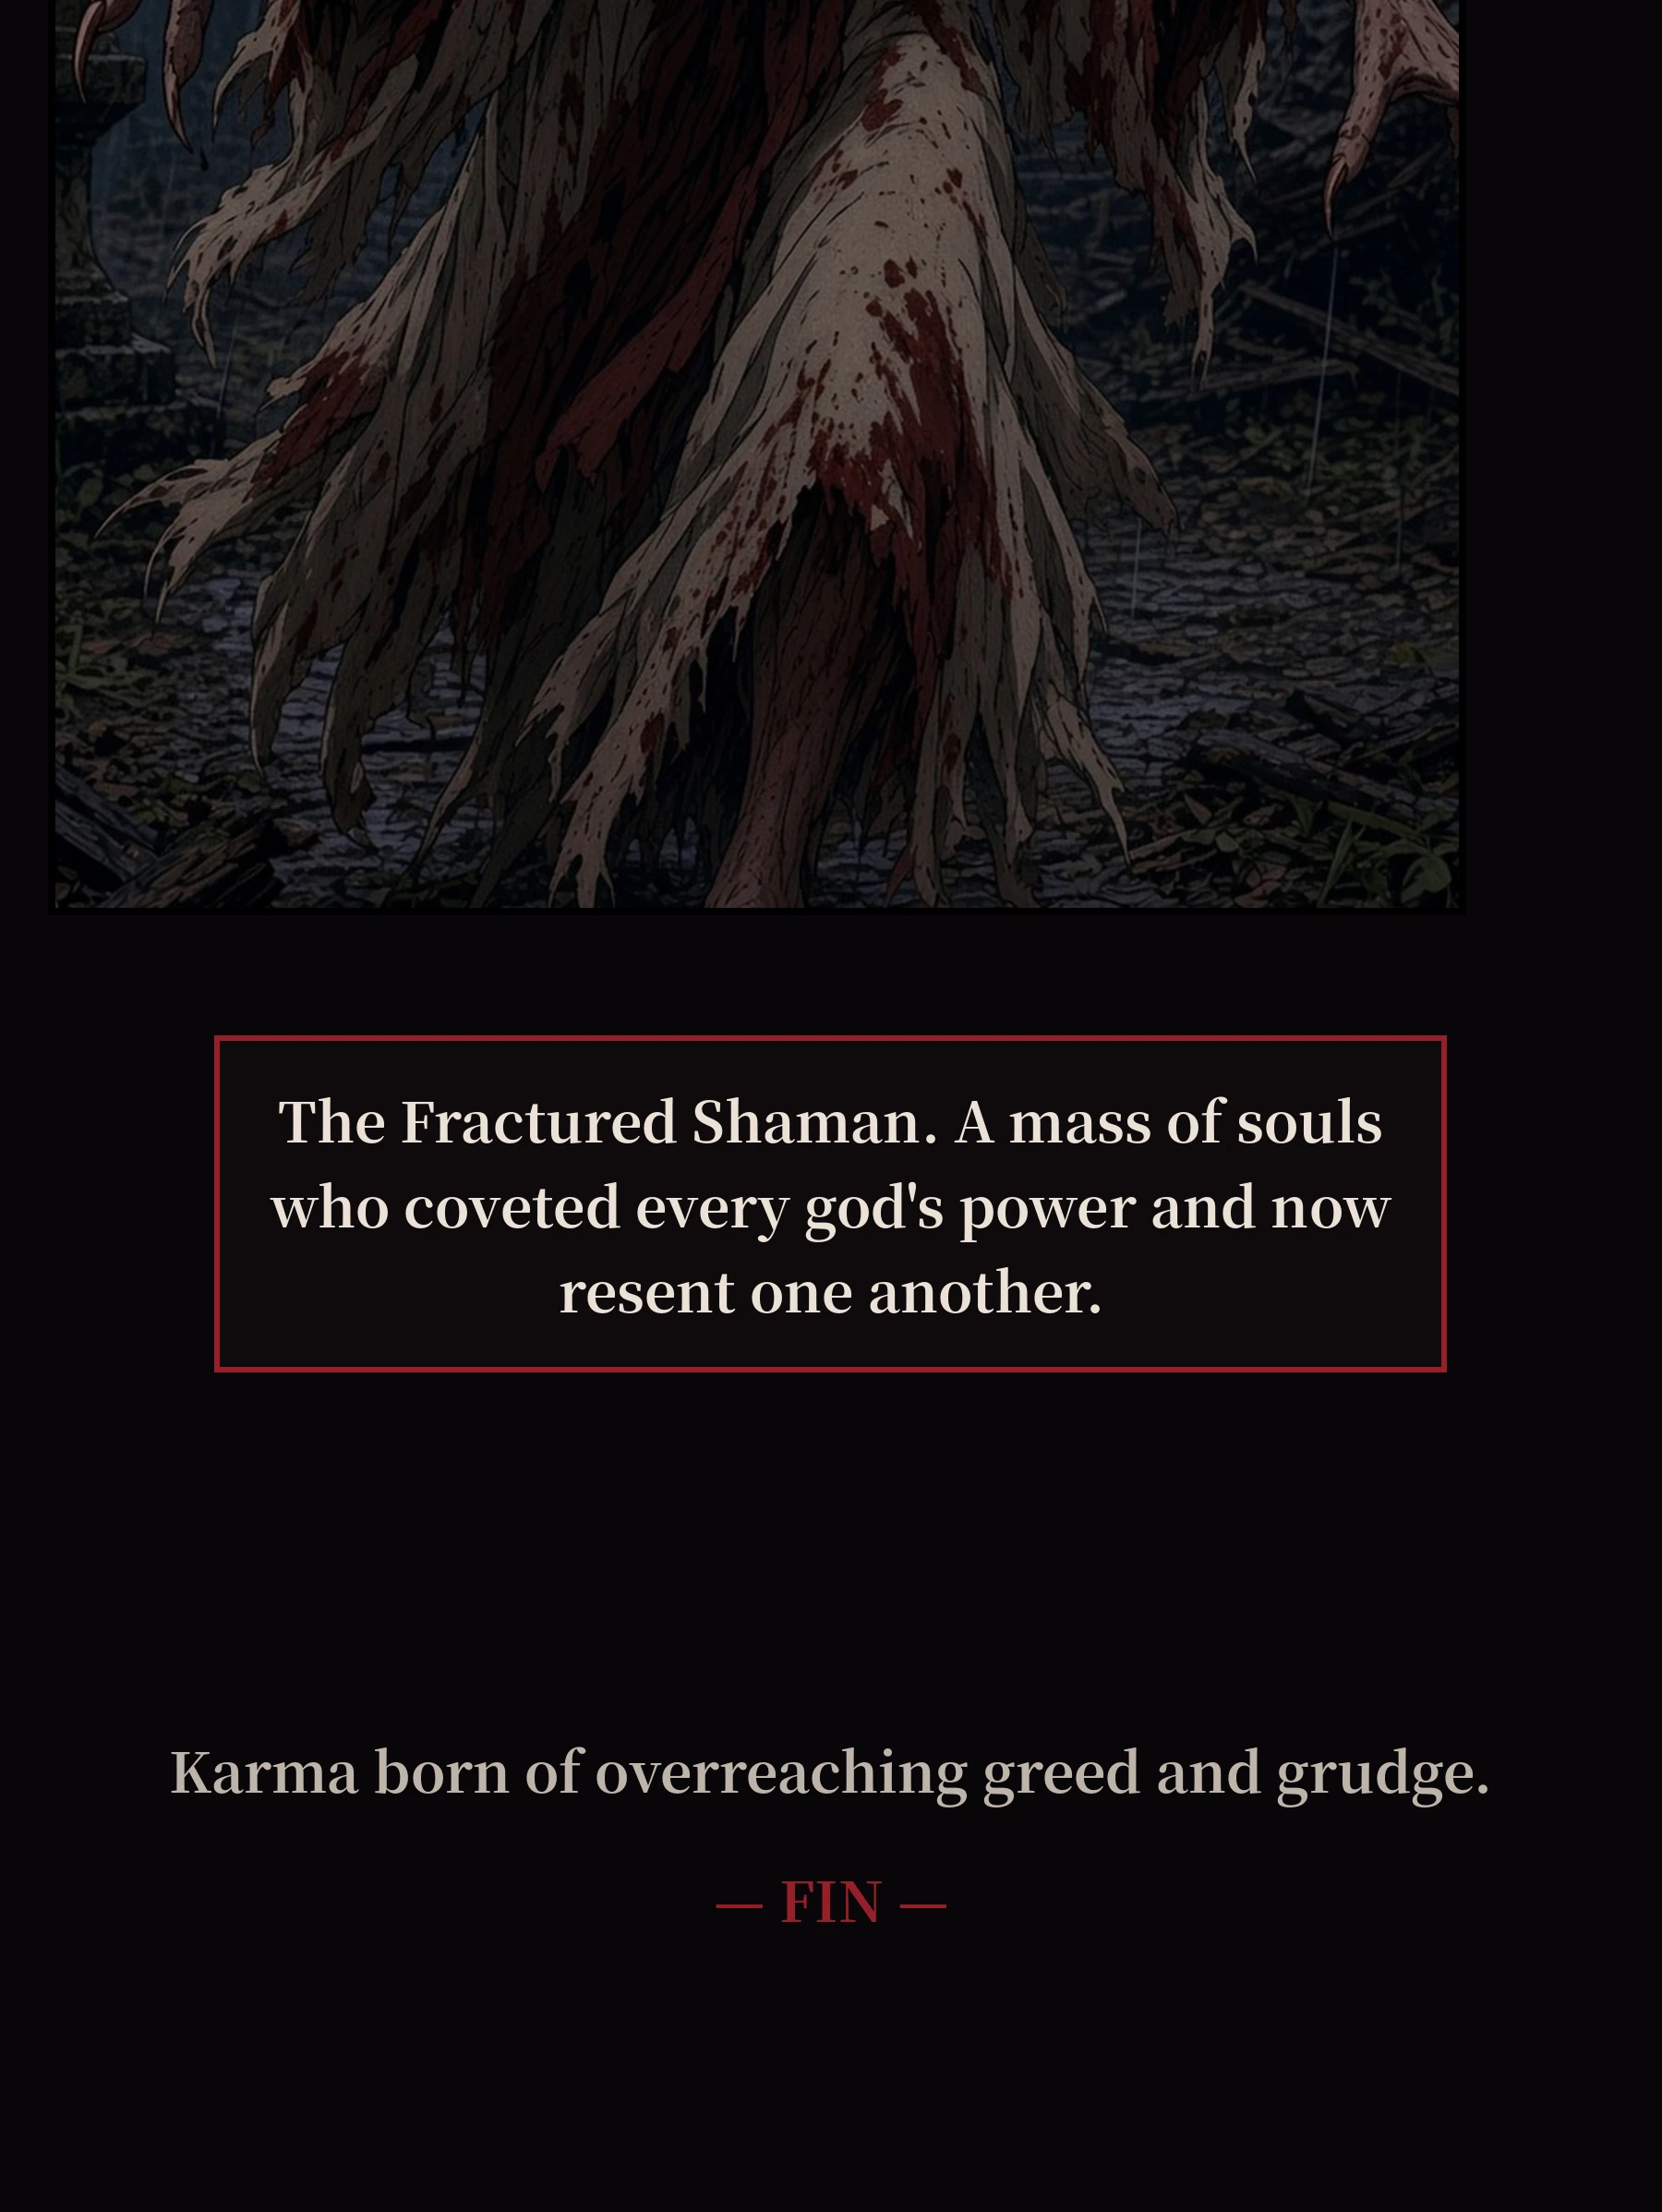 The Fractured Shaman. A mass of souls
who coveted every god's power and now
resent one another.
Karma born of overreaching greed and grudge.
— FIN —